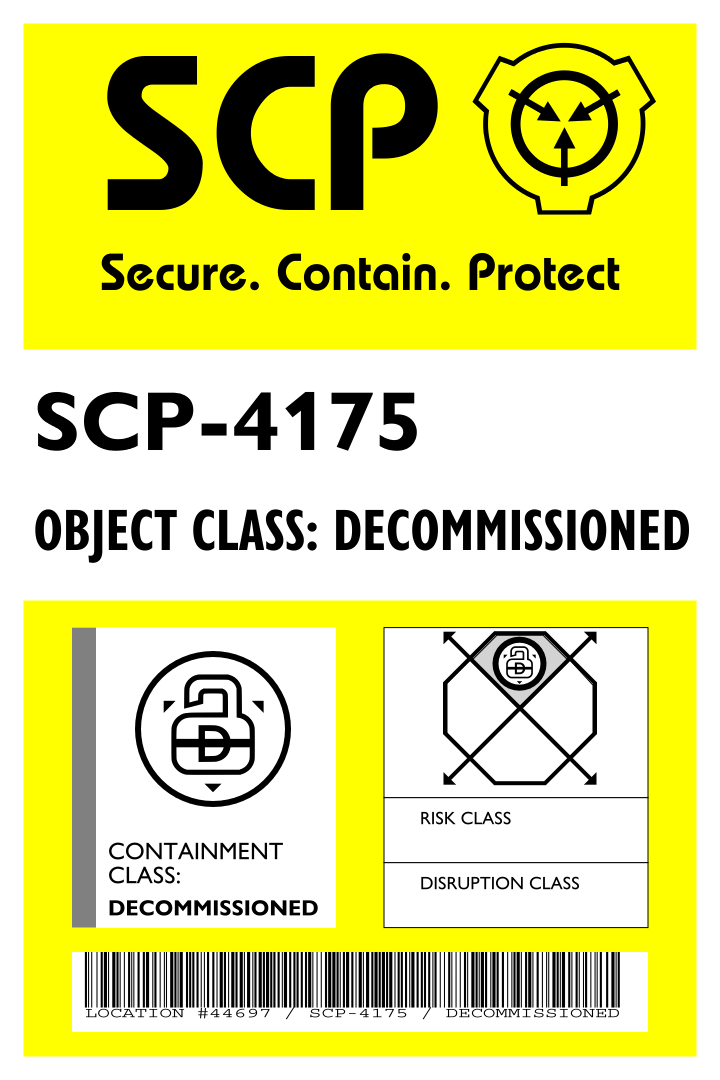 SCP
Secure. Contain. Protect
SCP-4175
OBJECT CLASS: DECOMMISSIONED
D
D
CONTAINMENT
CLASS:
DECOMMISSIONED
RISK CLASS
DISRUPTION CLASS
LOCATION #44697 / SCP-4175 / DECOMMISSIONED